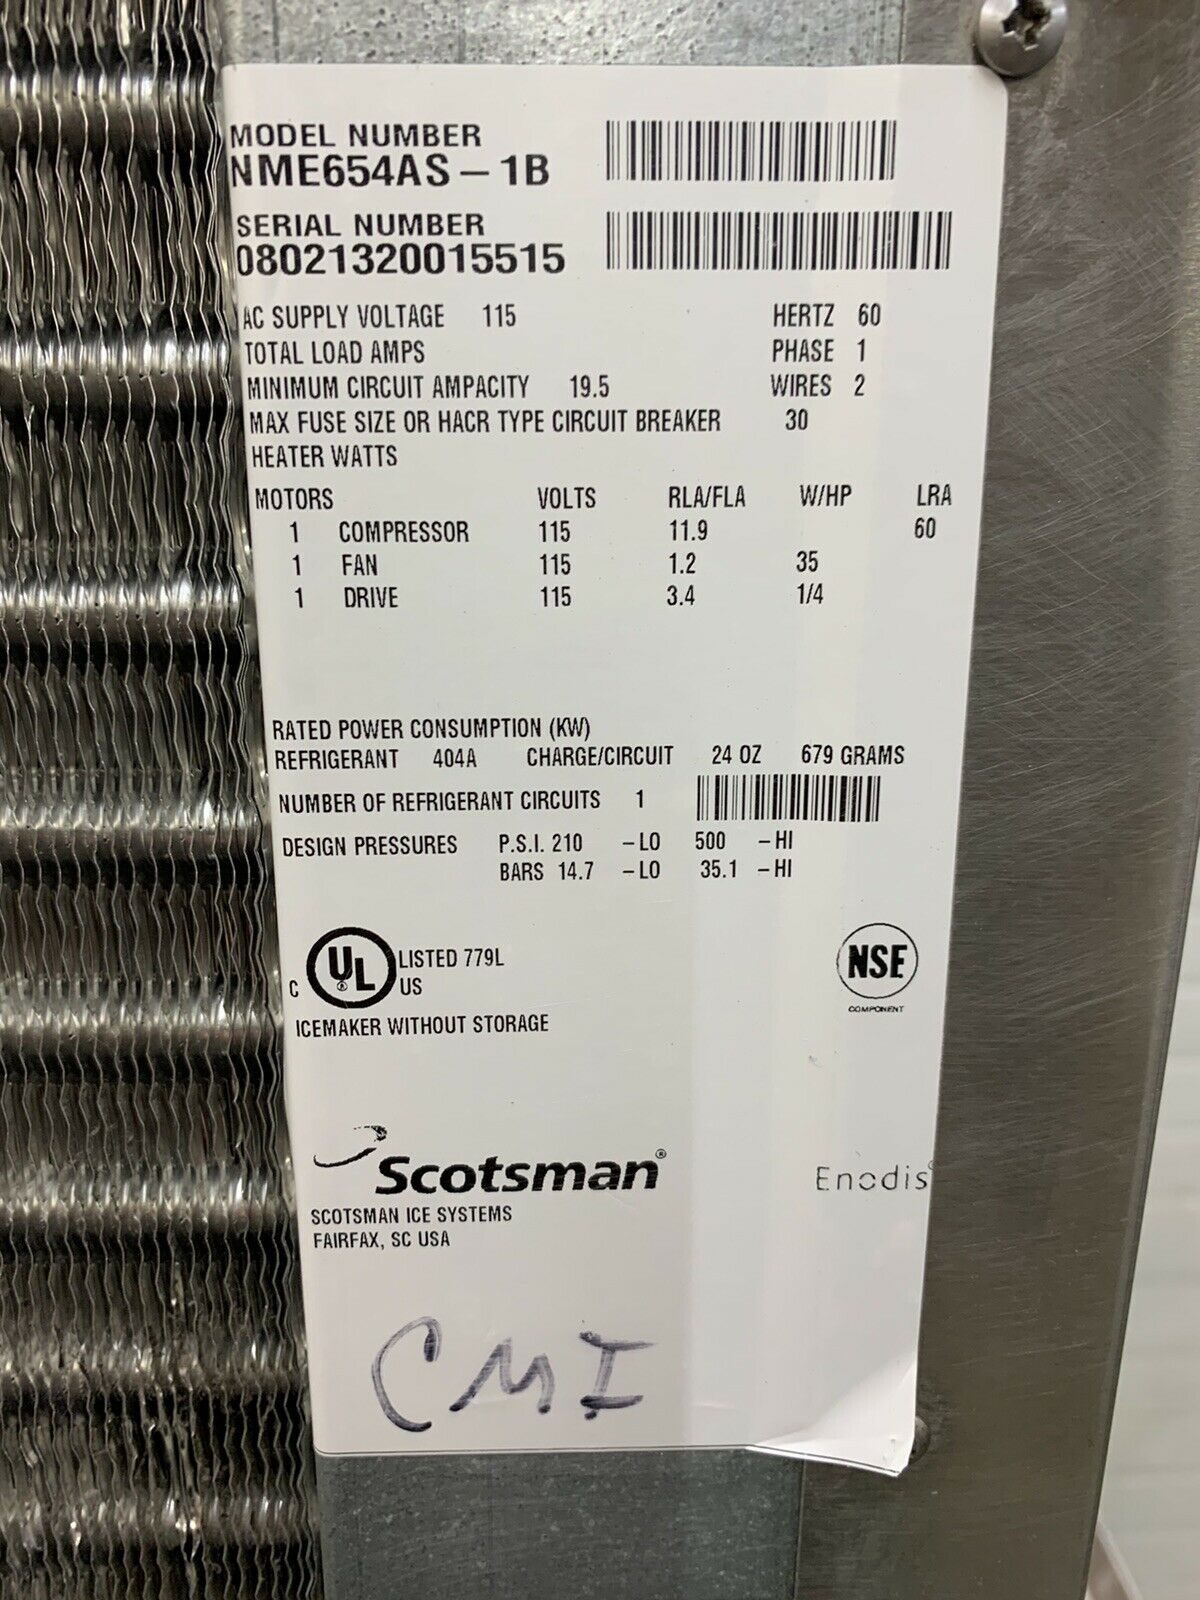 MODEL NUMBER
NME654AS – 1B
SERIAL NUMBER
08021320015515
AC SUPPLY VOLTAGE 115 HERTZ 60
TOTAL LOAD AMPS PHASE 1
MINIMUM CIRCUIT AMPACITY 19.5 WIRES 2
MAX FUSE SIZE OR HACR TYPE CIRCUIT BREAKER 30
HEATER WATTS
MOTORS VOLTS RLA/FLA W/HP LRA
1 COMPRESSOR 115 11.9 60
1 FAN 115 1.2 35
1 DRIVE 115 3.4 1/4
RATED POWER CONSUMPTION (KW)
REFRIGERANT 404A CHARGE/CIRCUIT 24 OZ 679 GRAMS
NUMBER OF REFRIGERANT CIRCUITS 1
DESIGN PRESSURES P.S.I. 210 – LO 500 – HI
BARS 14.7 – LO 35.1 – HI
C UL ® LISTED 779L
US
NSE
COMPONENT
ICEMAKER WITHOUT STORAGE
Scotsman®
Enodis®
SCOTSMAN ICE SYSTEMS
FAIRFAX, SC USA
CMI